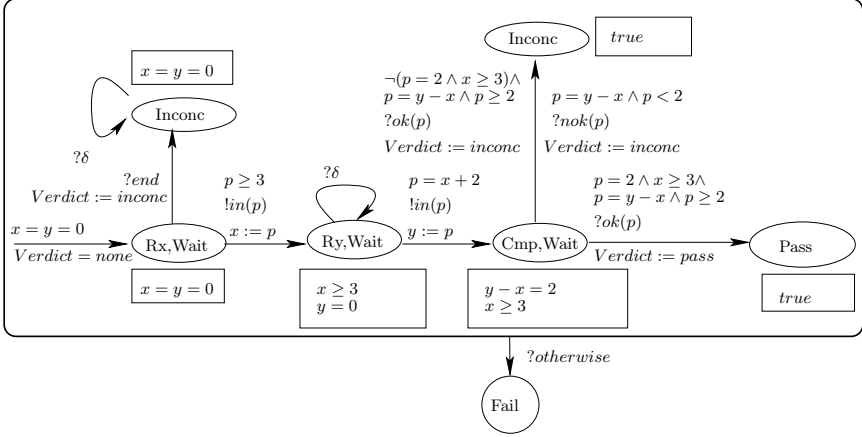 Inconc
true
x = y = 0
Inconc
?δ
?end
Verdict := inconc
¬(p = 2 ∧ x ≥ 3)∧
p = y − x ∧ p ≥ 2
?ok(p)
Verdict := inconc
p = y − x ∧ p < 2
?nok(p)
Verdict := inconc
x = y = 0
Verdict = none
Rx,Wait
x = y = 0
p ≥ 3
!in(p)
x := p
?δ
Ry,Wait
x ≥ 3
y = 0
p = x + 2
!in(p)
y := p
Cmp,Wait
y − x = 2
x ≥ 3
p = 2 ∧ x ≥ 3∧
p = y − x ∧ p ≥ 2
?ok(p)
Verdict := pass
Pass
true
?otherwise
Fail